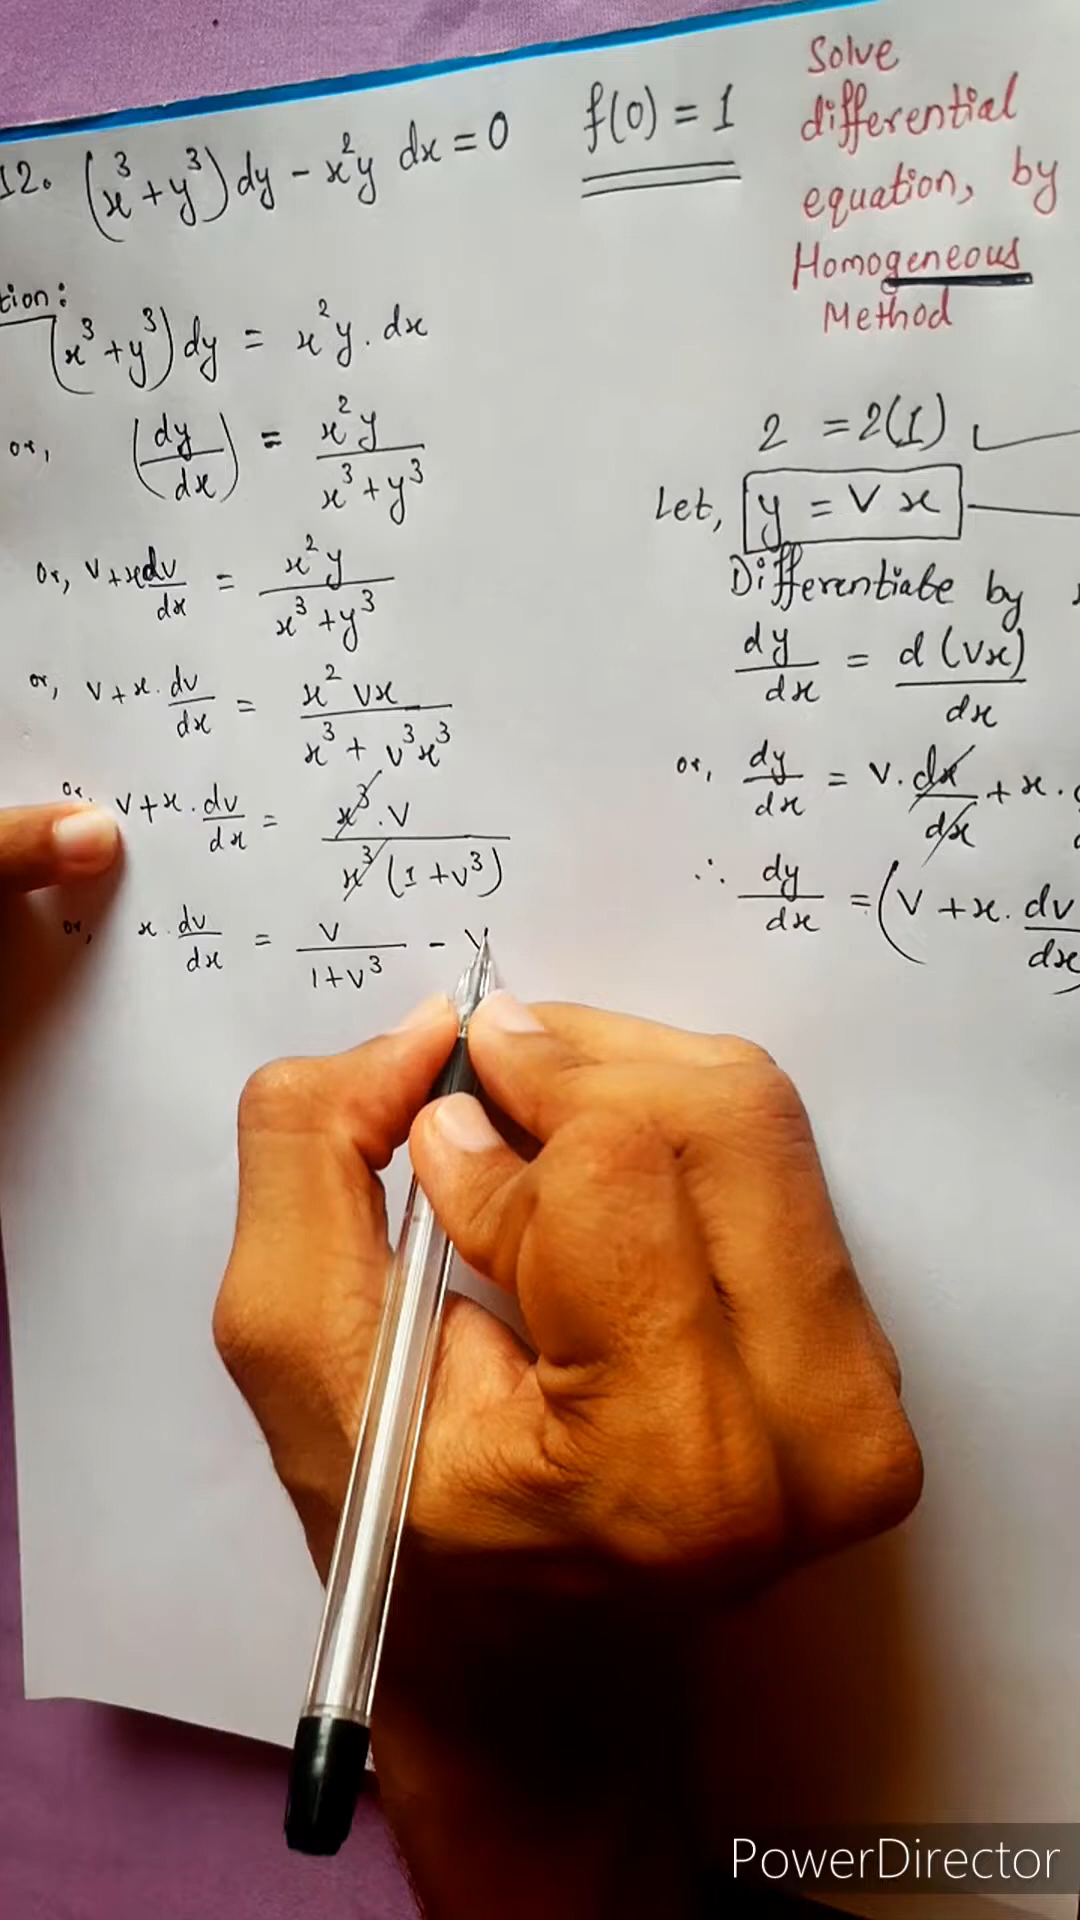 12. (x³+y³)dy - x²y dx = 0
f(0) = 1
Solve
differential
equation, by
Homogeneous
Method
tion:
(x³+y³)dy = x²y.dx
or, (dy/dx) = x²y/x³+y³
or, v+xdv/dx = x²y/x³+y³
or, v+x.dv/dx = x² vx/x³+v³x³
or, v+x.dv/dx = x³.v/x³(1+v³)
or, x.dv/dx = v/1+v³ - v
2 = 2(1)
Let, y = vx
Differentiate by
dy/dx = d(vx)/dx
or, dy/dx = v.dx/dx + x.
∴ dy/dx = (v + x.dv/dx)
PowerDirector